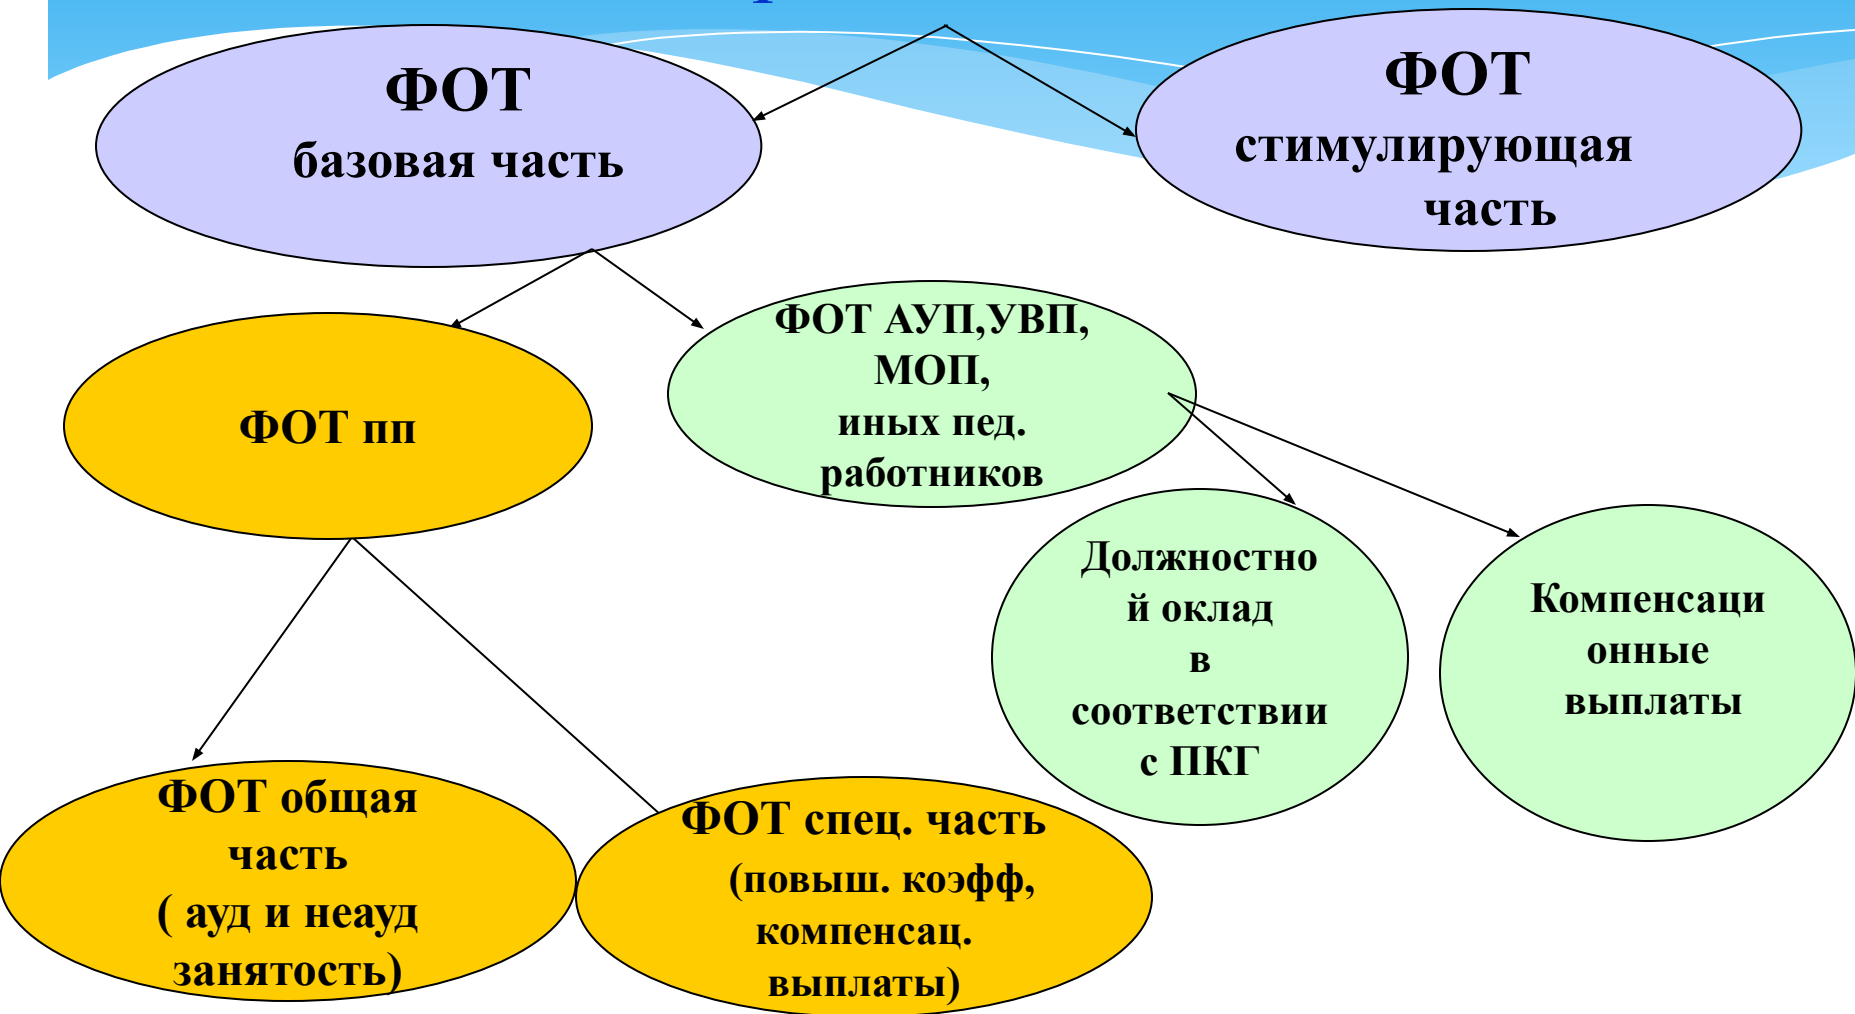 ФОТ
базовая часть
ФОТ
стимулирующая
часть
ФОТ пп
ФОТ АУП,УВП,
МОП,
иных пед.
работников
Должностно
й оклад
в
соответствии
с ПКГ
Компенсаци
онные
выплаты
ФОТ общая
часть
( ауд и неауд
занятость)
ФОТ спец. часть
(повыш. коэфф,
компенсац.
выплаты)